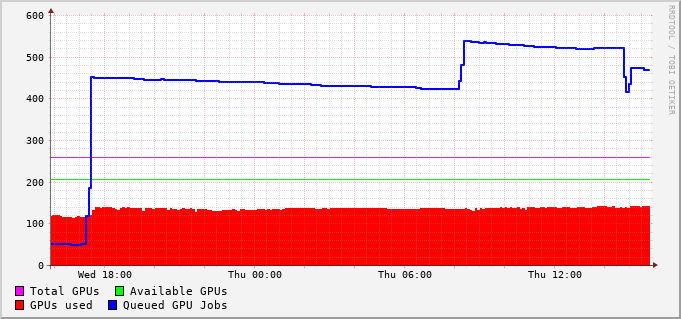 600
500
400
300
200
100
0
Wed 18:00 Thu 00:00 Thu 06:00 Thu 12:00
Total GPUs Available GPUs
GPUs used Queued GPU Jobs
RRDTOOL / TOBI OETIKER